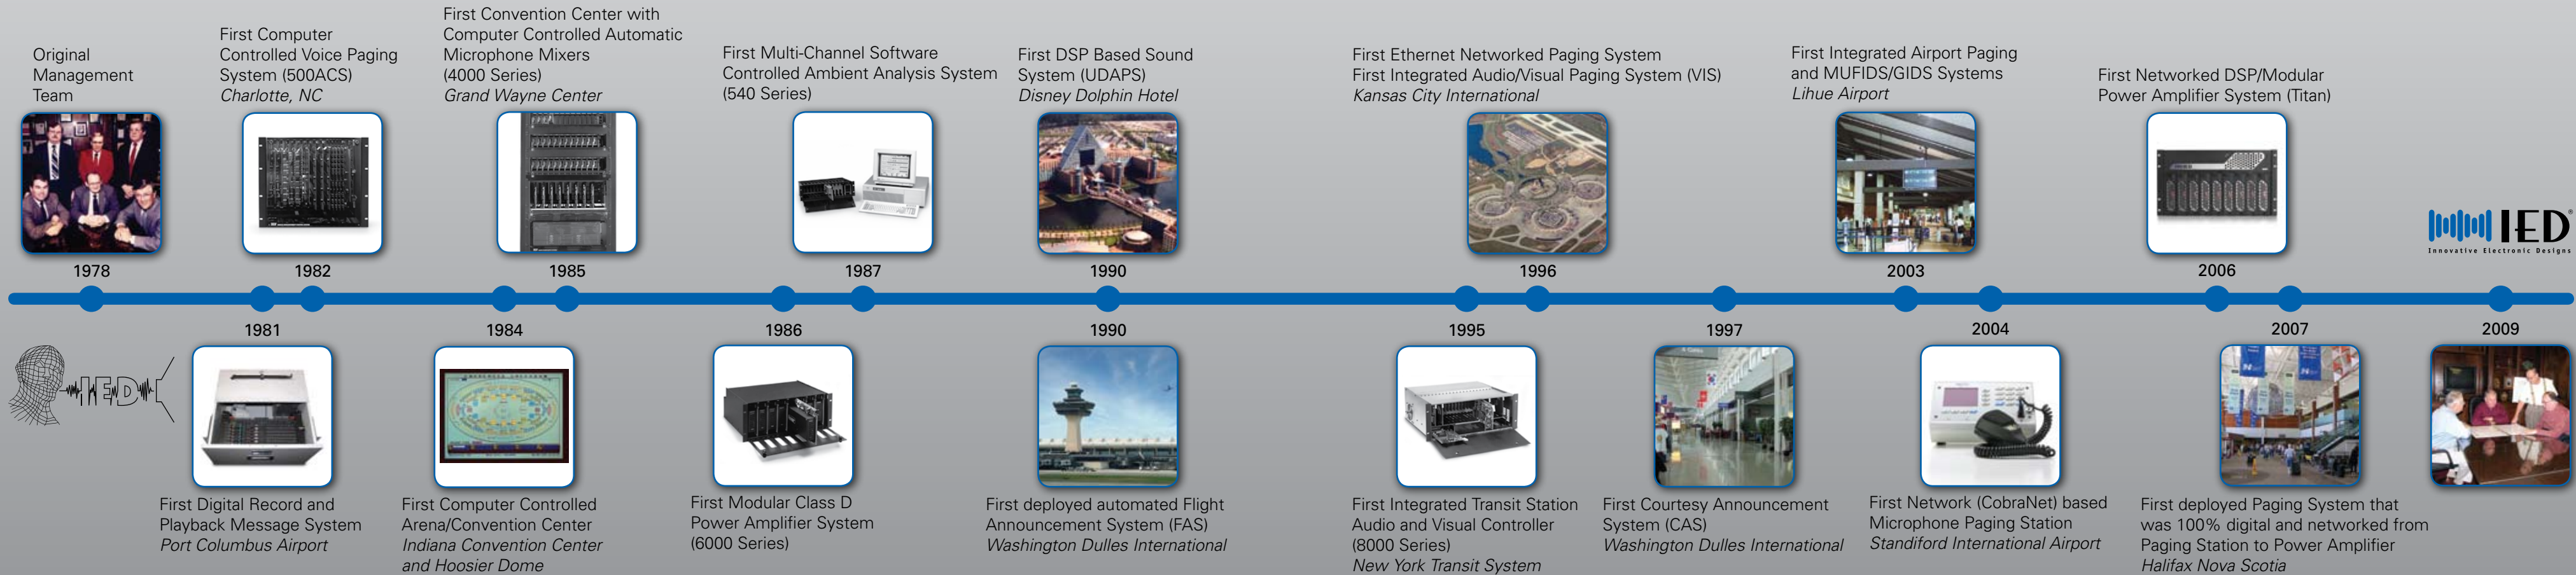 Original
Management
Team
1978
1981
First Digital Record and
Playback Message System
Port Columbus Airport
First Computer
Controlled Voice Paging
System (500ACS)
Charlotte, NC
1982
1984
First Computer Controlled
Arena/Convention Center
Indiana Convention Center
and Hoosier Dome
First Convention Center with
Computer Controlled Automatic
Microphone Mixers
(4000 Series)
Grand Wayne Center
1985
1986
First Modular Class D
Power Amplifier System
(6000 Series)
First Multi-Channel Software
Controlled Ambient Analysis System
(540 Series)
1987
First DSP Based Sound
System (UDAPS)
Disney Dolphin Hotel
1990
1990
First deployed automated Flight
Announcement System (FAS)
Washington Dulles International
1995
First Integrated Transit Station
Audio and Visual Controller
(8000 Series)
New York Transit System
First Ethernet Networked Paging System
First Integrated Audio/Visual Paging System (VIS)
Kansas City International
1996
1997
First Courtesy Announcement
System (CAS)
Washington Dulles International
First Integrated Airport Paging
and MUFIDS/GIDS Systems
Lihue Airport
2003
2004
First Network (CobraNet) based
Microphone Paging Station
Standiford International Airport
First Networked DSP/Modular
Power Amplifier System (Titan)
2006
2007
First deployed Paging System that
was 100% digital and networked from
Paging Station to Power Amplifier
Halifax Nova Scotia
2009
IED
IED®
Innovative Electronic Designs